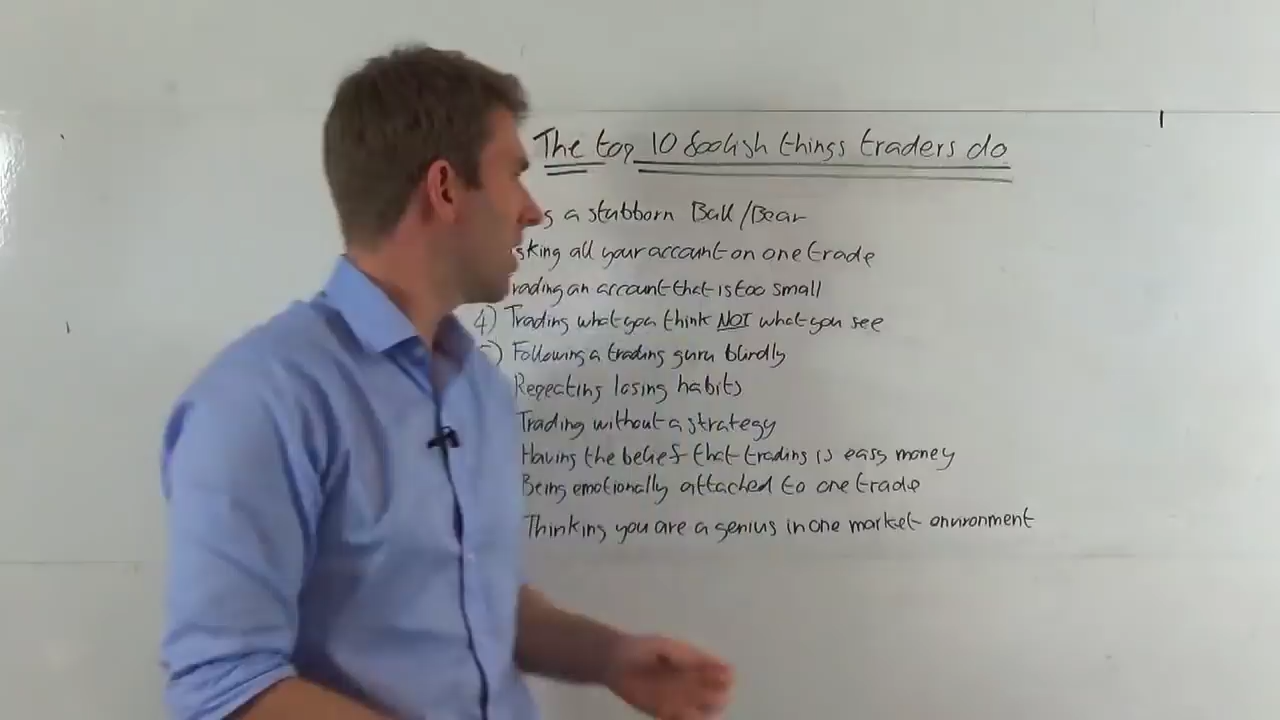 The top 10 foolish things traders do
a stubborn Bull/Bear
all your account on one trade
an account that is too small
4) Trading what you think NOT what you see
Following a trading guru blindly
Repeating losing habits
Trading without a strategy
Having the belief that trading is easy money
Being emotionally attached to one trade
Thinking you are a genius in one market environment